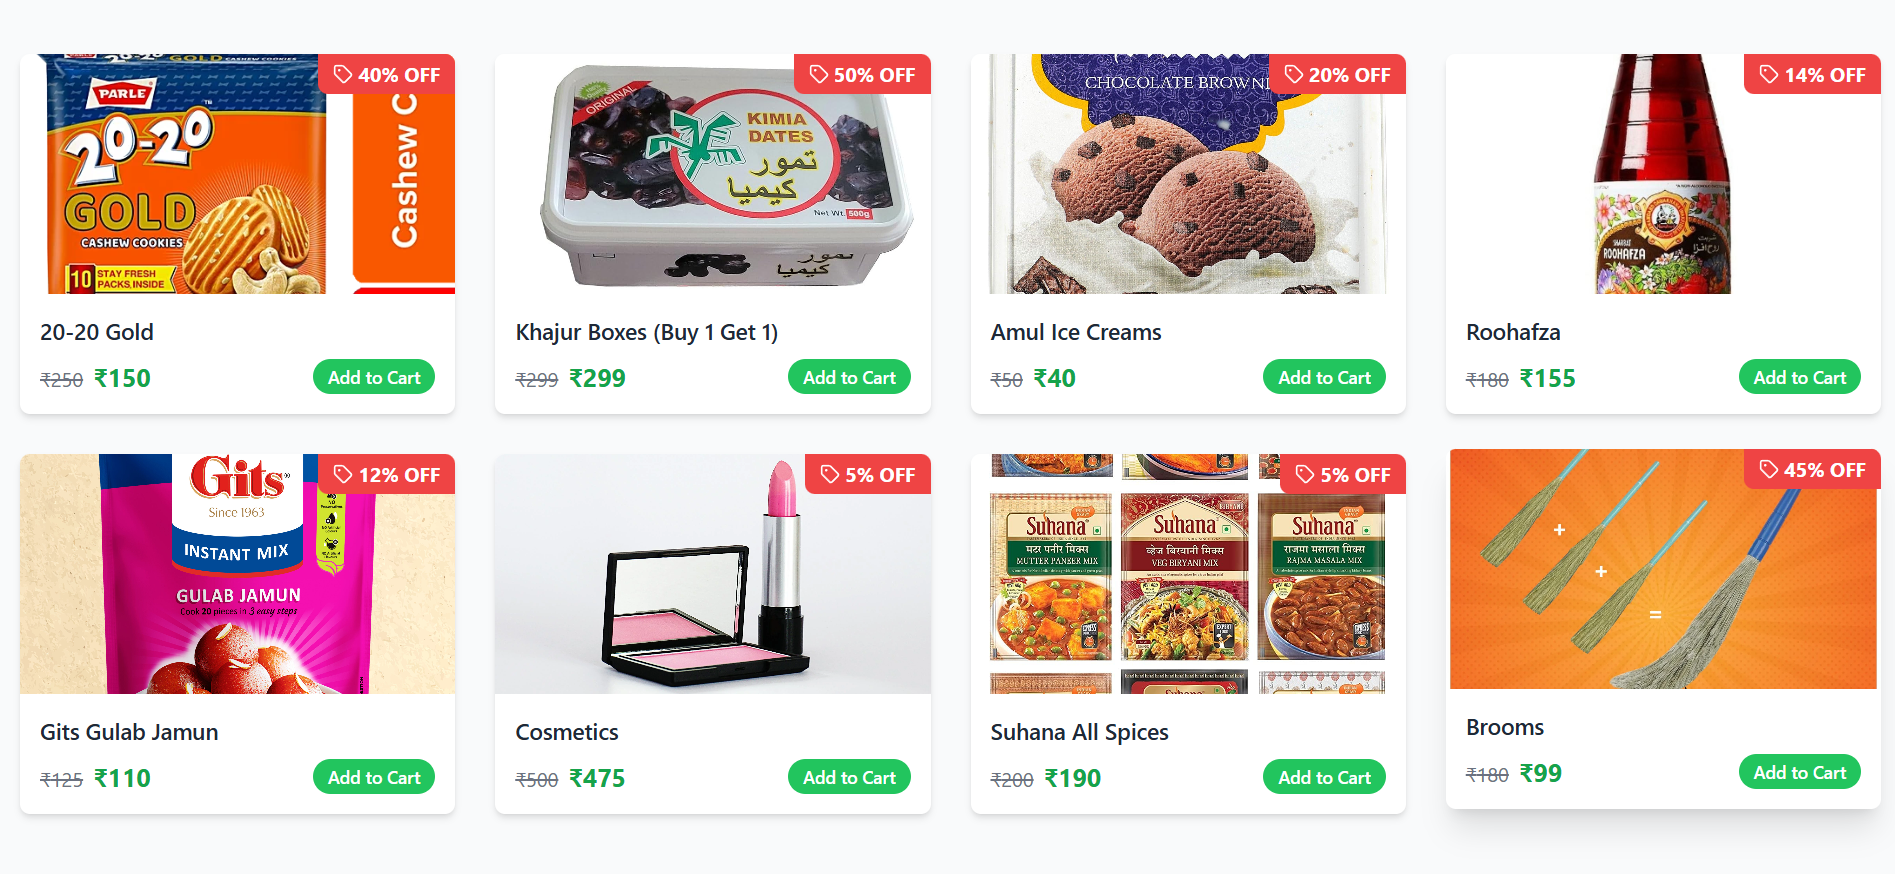 40% OFF
PARLE
20-20
GOLD
CASHEW COOKIES
10 STAY FRESH
PACKS INSIDE
Cashew C
20-20 Gold
₹250 ₹150
Add to Cart
50% OFF
ORIGINAL
KIMIA
DATES
تمور
كيميا
Net Wt. 500g
تمور
كيميا
Khajur Boxes (Buy 1 Get 1)
₹299 ₹299
Add to Cart
20% OFF
CHOCOLATE BROWNI
Amul Ice Creams
₹50 ₹40
Add to Cart
14% OFF
SHARBAT
ROOHAFZA
شربت
روح افزا
Roohafza
₹180 ₹155
Add to Cart
12% OFF
Gits
Since 1963
INSTANT MIX
GULAB JAMUN
Cook 20 pieces in 3 easy steps
Gits Gulab Jamun
₹125 ₹110
Add to Cart
5% OFF
Cosmetics
₹500 ₹475
Add to Cart
5% OFF
Suhana
मटर पनीर मिक्स
MUTTER PANEER MIX
Suhana
व्हेज बिरयानी मिक्स
VEG BIRYANI MIX
Suhana
राजमा मसाला मिक्स
RAJMA MASALA MIX
Suhana All Spices
₹200 ₹190
Add to Cart
45% OFF
+
+
=
Brooms
₹180 ₹99
Add to Cart